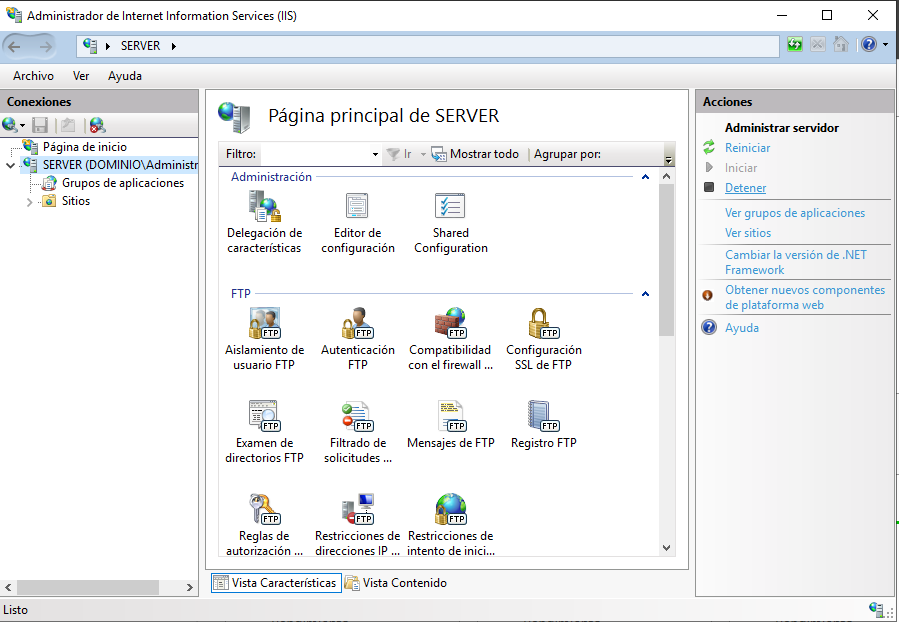 Administrador de Internet Information Services (IIS)
SERVER
Archivo Ver Ayuda
Conexiones
Página de inicio
SERVER (DOMINIO\Administr
Grupos de aplicaciones
Sitios
Página principal de SERVER
Filtro: Ir Mostrar todo Agrupar por:
Administración
Delegación de
características
Editor de
configuración
Shared
Configuration
FTP
Aislamiento de
usuario FTP
Autenticación
FTP
Compatibilidad
con el firewall ...
Configuración
SSL de FTP
Examen de
directorios FTP
Filtrado de
solicitudes ...
Mensajes de FTP
Registro FTP
Reglas de
autorización ...
Restricciones de
direcciones IP ...
Restricciones de
intento de inici...
Vista Características Vista Contenido
Acciones
Administrar servidor
Reiniciar
Iniciar
Detener
Ver grupos de aplicaciones
Ver sitios
Cambiar la versión de .NET
Framework
Obtener nuevos componentes
de plataforma web
Ayuda
Listo